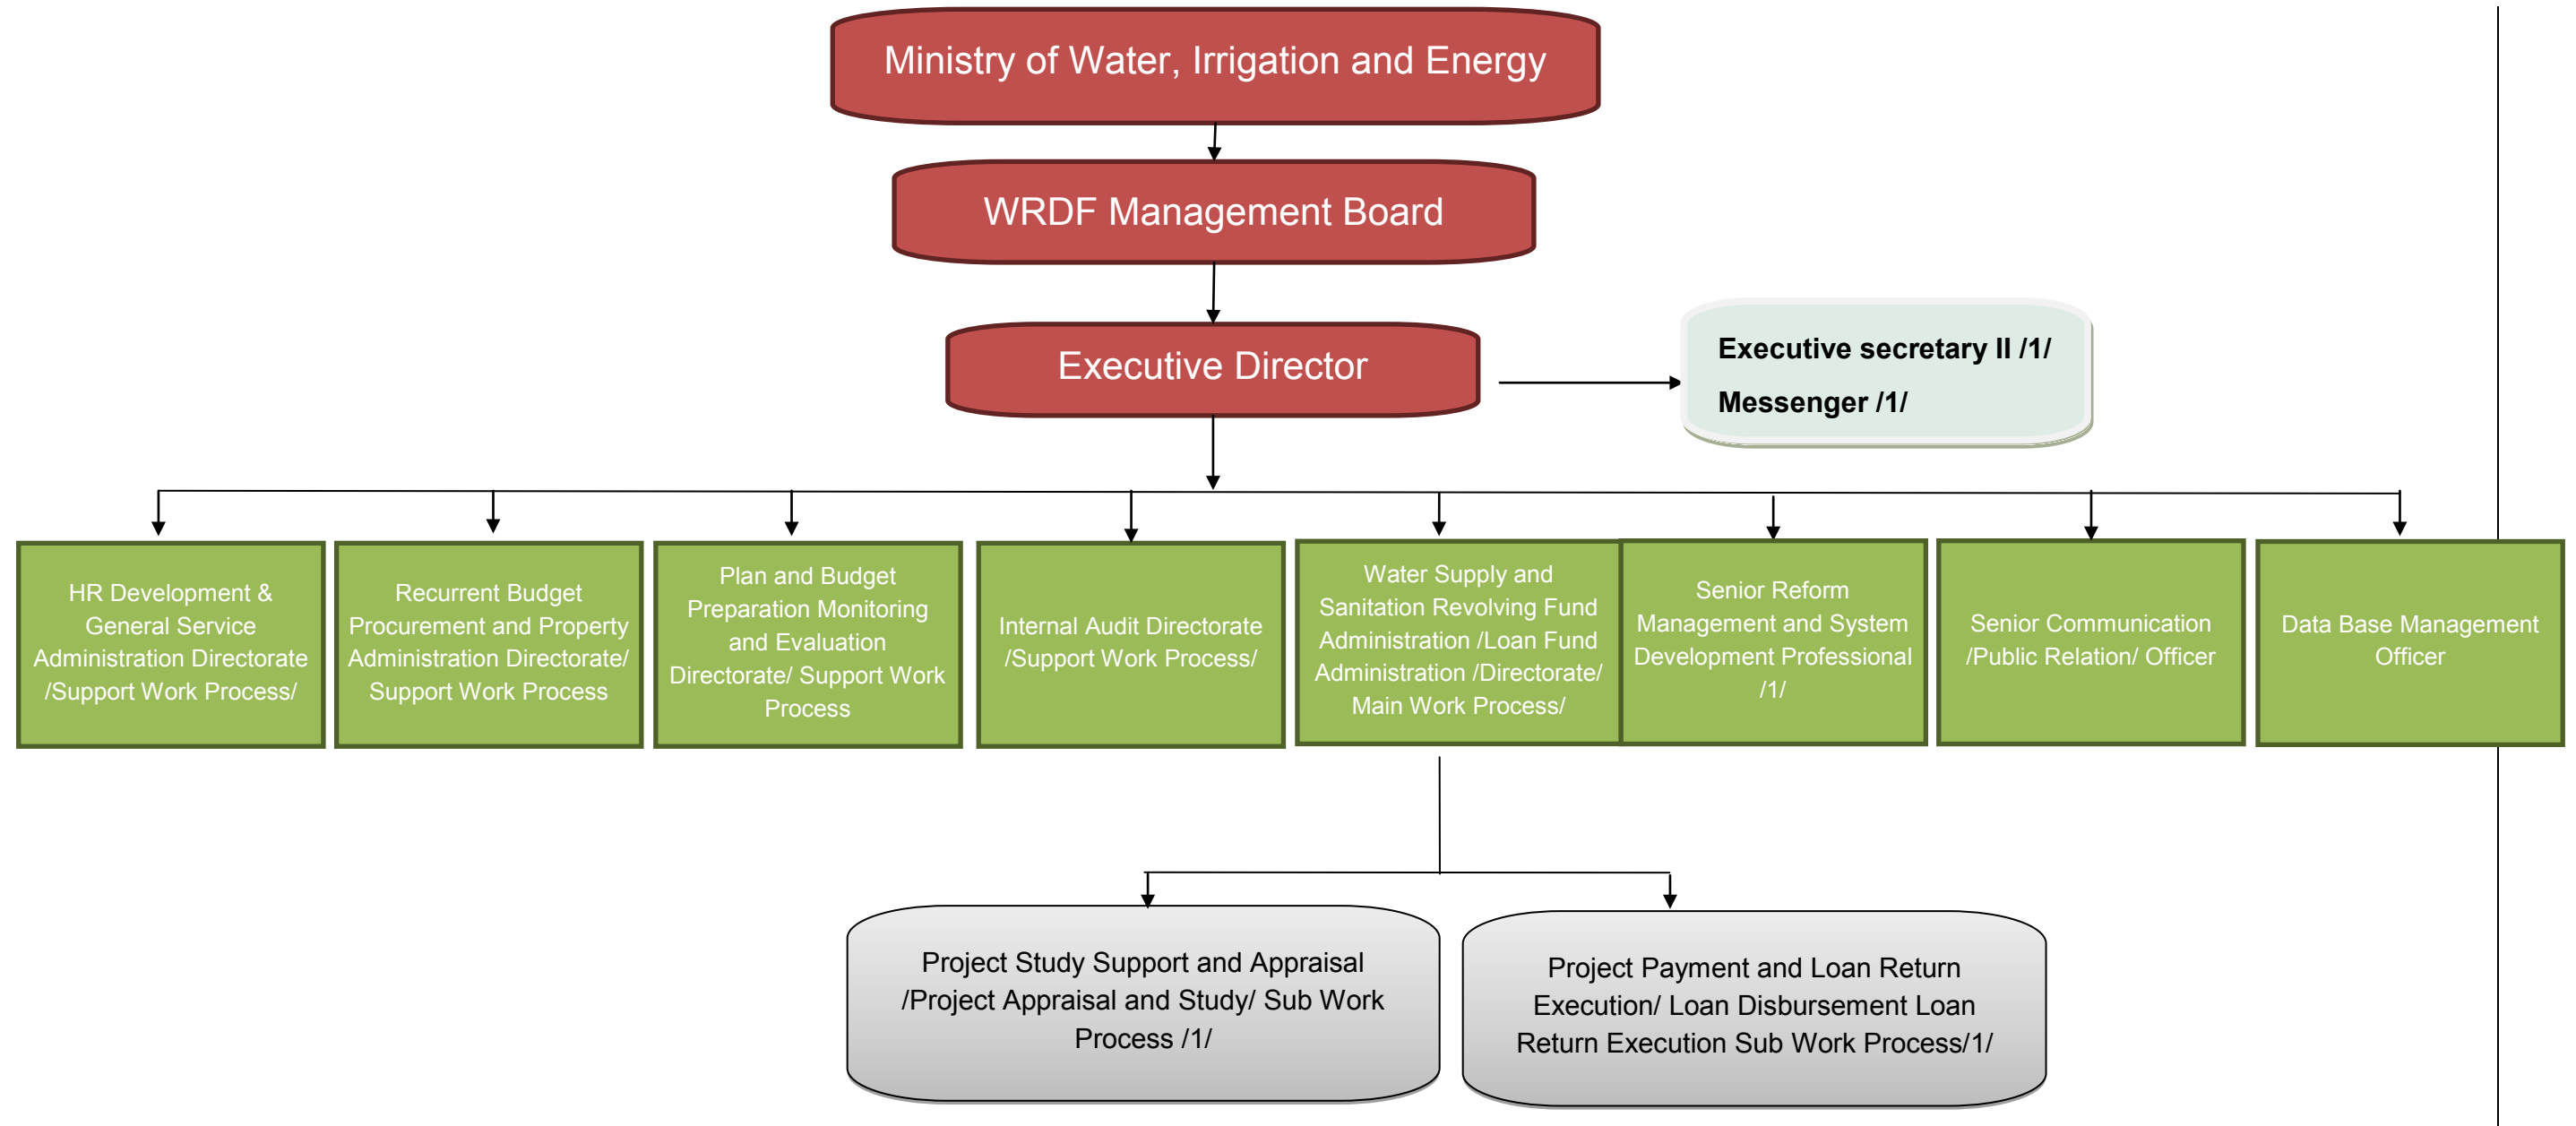 Ministry of Water, Irrigation and Energy
WRDF Management Board
Executive Director
Executive secretary II /1/
Messenger /1/
HR Development &
General Service
Administration Directorate
/Support Work Process/
Recurrent Budget
Procurement and Property
Administration Directorate/
Support Work Process
Plan and Budget
Preparation Monitoring
and Evaluation
Directorate/ Support Work
Process
Internal Audit Directorate
/Support Work Process/
Water Supply and
Sanitation Revolving Fund
Administration /Loan Fund
Administration /Directorate/
Main Work Process/
Senior Reform
Management and System
Development Professional
/1/
Senior Communication
/Public Relation/ Officer
Data Base Management
Officer
Project Study Support and Appraisal
/Project Appraisal and Study/ Sub Work
Process /1/
Project Payment and Loan Return
Execution/ Loan Disbursement Loan
Return Execution Sub Work Process/1/